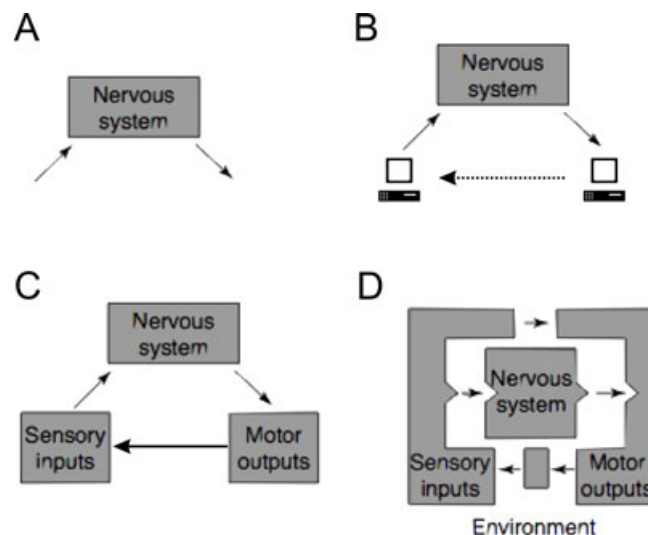 A
Nervous
system
B
Nervous
system
C
Nervous
system
Sensory
inputs
Motor
outputs
D
Nervous
system
Sensory
inputs
Motor
outputs
Environment